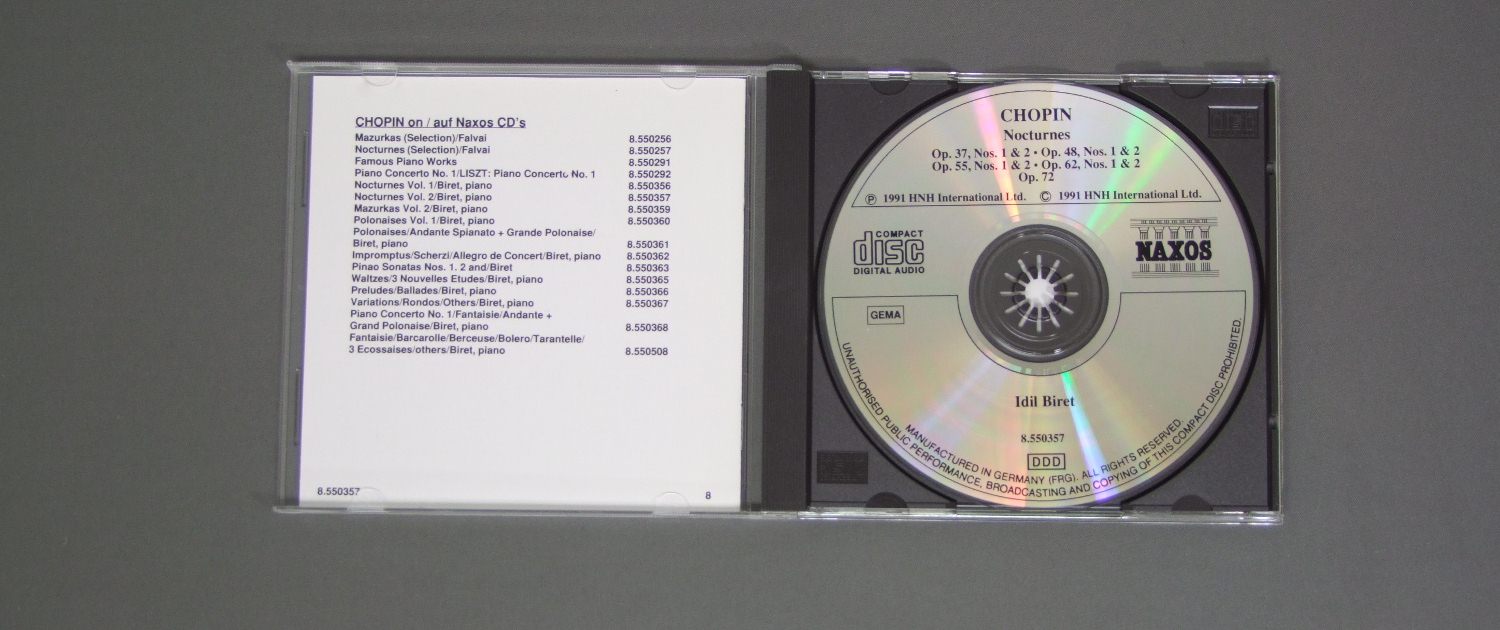 CHOPIN on / auf Naxos CD's
Mazurkas (Selection)/Falvai 8.550256
Nocturnes (Selection)/Falvai 8.550257
Famous Piano Works 8.550291
Piano Concerto No. 1/LISZT: Piano Concerto No. 1 8.550292
Nocturnes Vol. 1/Biret, piano 8.550356
Nocturnes Vol. 2/Biret, piano 8.550357
Mazurkas Vol. 2/Biret, piano 8.550359
Polonaises Vol. 1/Biret, piano 8.550360
Polonaises/Andante Spianato + Grande Polonaise/
Biret, piano 8.550361
Impromptus/Scherzi/Allegro de Concert/Biret, piano 8.550362
Pinao Sonatas Nos. 1. 2 and/Biret 8.550363
Waltzes/3 Nouvelles Etudes/Biret, piano 8.550365
Preludes/Ballades/Biret, piano 8.550366
Variations/Rondos/Others/Biret, piano 8.550367
Piano Concerto No. 1/Fantaisie/Andante +
Grand Polonaise/Biret, piano 8.550368
Fantaisie/Barcarolle/Berceuse/Bolero/Tarantelle/
3 Ecossaises/others/Biret, piano 8.550508
8.550357 8
CHOPIN
Nocturnes
Op. 37, Nos. 1 & 2 • Op. 48, Nos. 1 & 2
Op. 55, Nos. 1 & 2 • Op. 62, Nos. 1 & 2
Op. 72
℗ 1991 HNH International Ltd. © 1991 HNH International Ltd.
COMPACT
disc
DIGITAL AUDIO
NAXOS
GEMA
Idil Biret
8.550357
DDD
MANUFACTURED IN GERMANY (FRG). ALL RIGHTS RESERVED.
UNAUTHORISED PUBLIC PERFORMANCE, BROADCASTING AND COPYING OF THIS COMPACT DISC PROHIBITED.